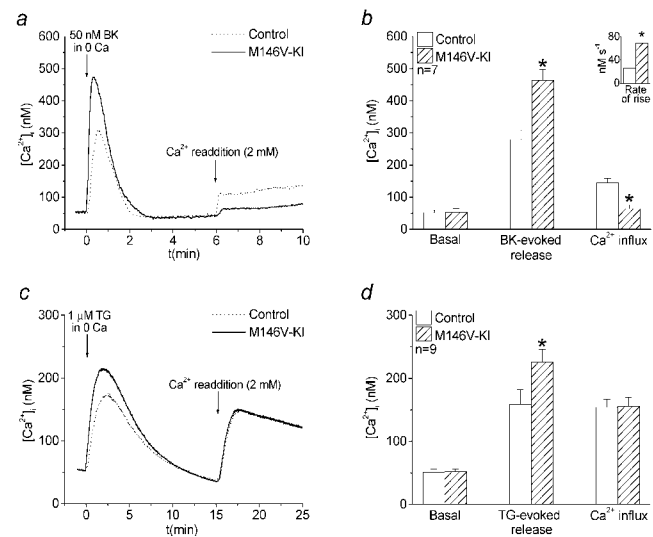 a
50 nM BK
in 0 Ca
Control
M146V-KI
Ca²⁺ readdition (2 mM)
[Ca²⁺]ᵢ (nM)
600
500
400
300
200
100
0
0 2 4 6 8 10
t(min)
b
Control
M146V-KI
n=7
*
*
[Ca²⁺]ᵢ (nM)
600
500
400
300
200
100
0
Basal
BK-evoked
release
Ca²⁺ influx
nM s⁻¹
80
40
0
*
Rate
of rise
c
1 μM TG
in 0 Ca
Control
M146V-KI
Ca²⁺ readdition (2 mM)
[Ca²⁺]ᵢ (nM)
300
200
100
0
0 5 10 15 20 25
t(min)
d
Control
M146V-KI
n=9
*
[Ca²⁺]ᵢ (nM)
300
200
100
0
Basal
TG-evoked
release
Ca²⁺ influx